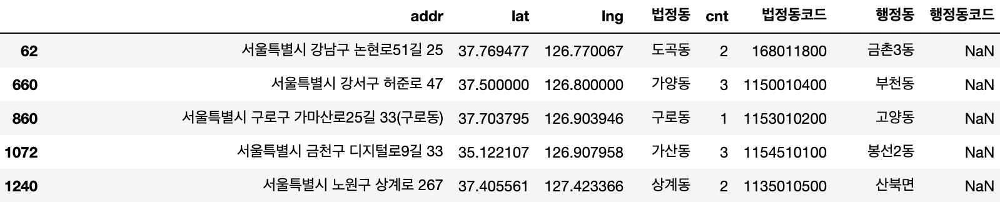 addr lat lng 법정동 cnt 법정동코드 행정동 행정동코드
62 서울특별시 강남구 논현로51길 25 37.769477 126.770067 도곡동 2 168011800 금촌3동 NaN
660 서울특별시 강서구 허준로 47 37.500000 126.800000 가양동 3 1150010400 부천동 NaN
860 서울특별시 구로구 가마산로25길 33(구로동) 37.703795 126.903946 구로동 1 1153010200 고양동 NaN
1072 서울특별시 금천구 디지털로9길 33 35.122107 126.907958 가산동 3 1154510100 봉선2동 NaN
1240 서울특별시 노원구 상계로 267 37.405561 127.423366 상계동 2 1135010500 산북면 NaN